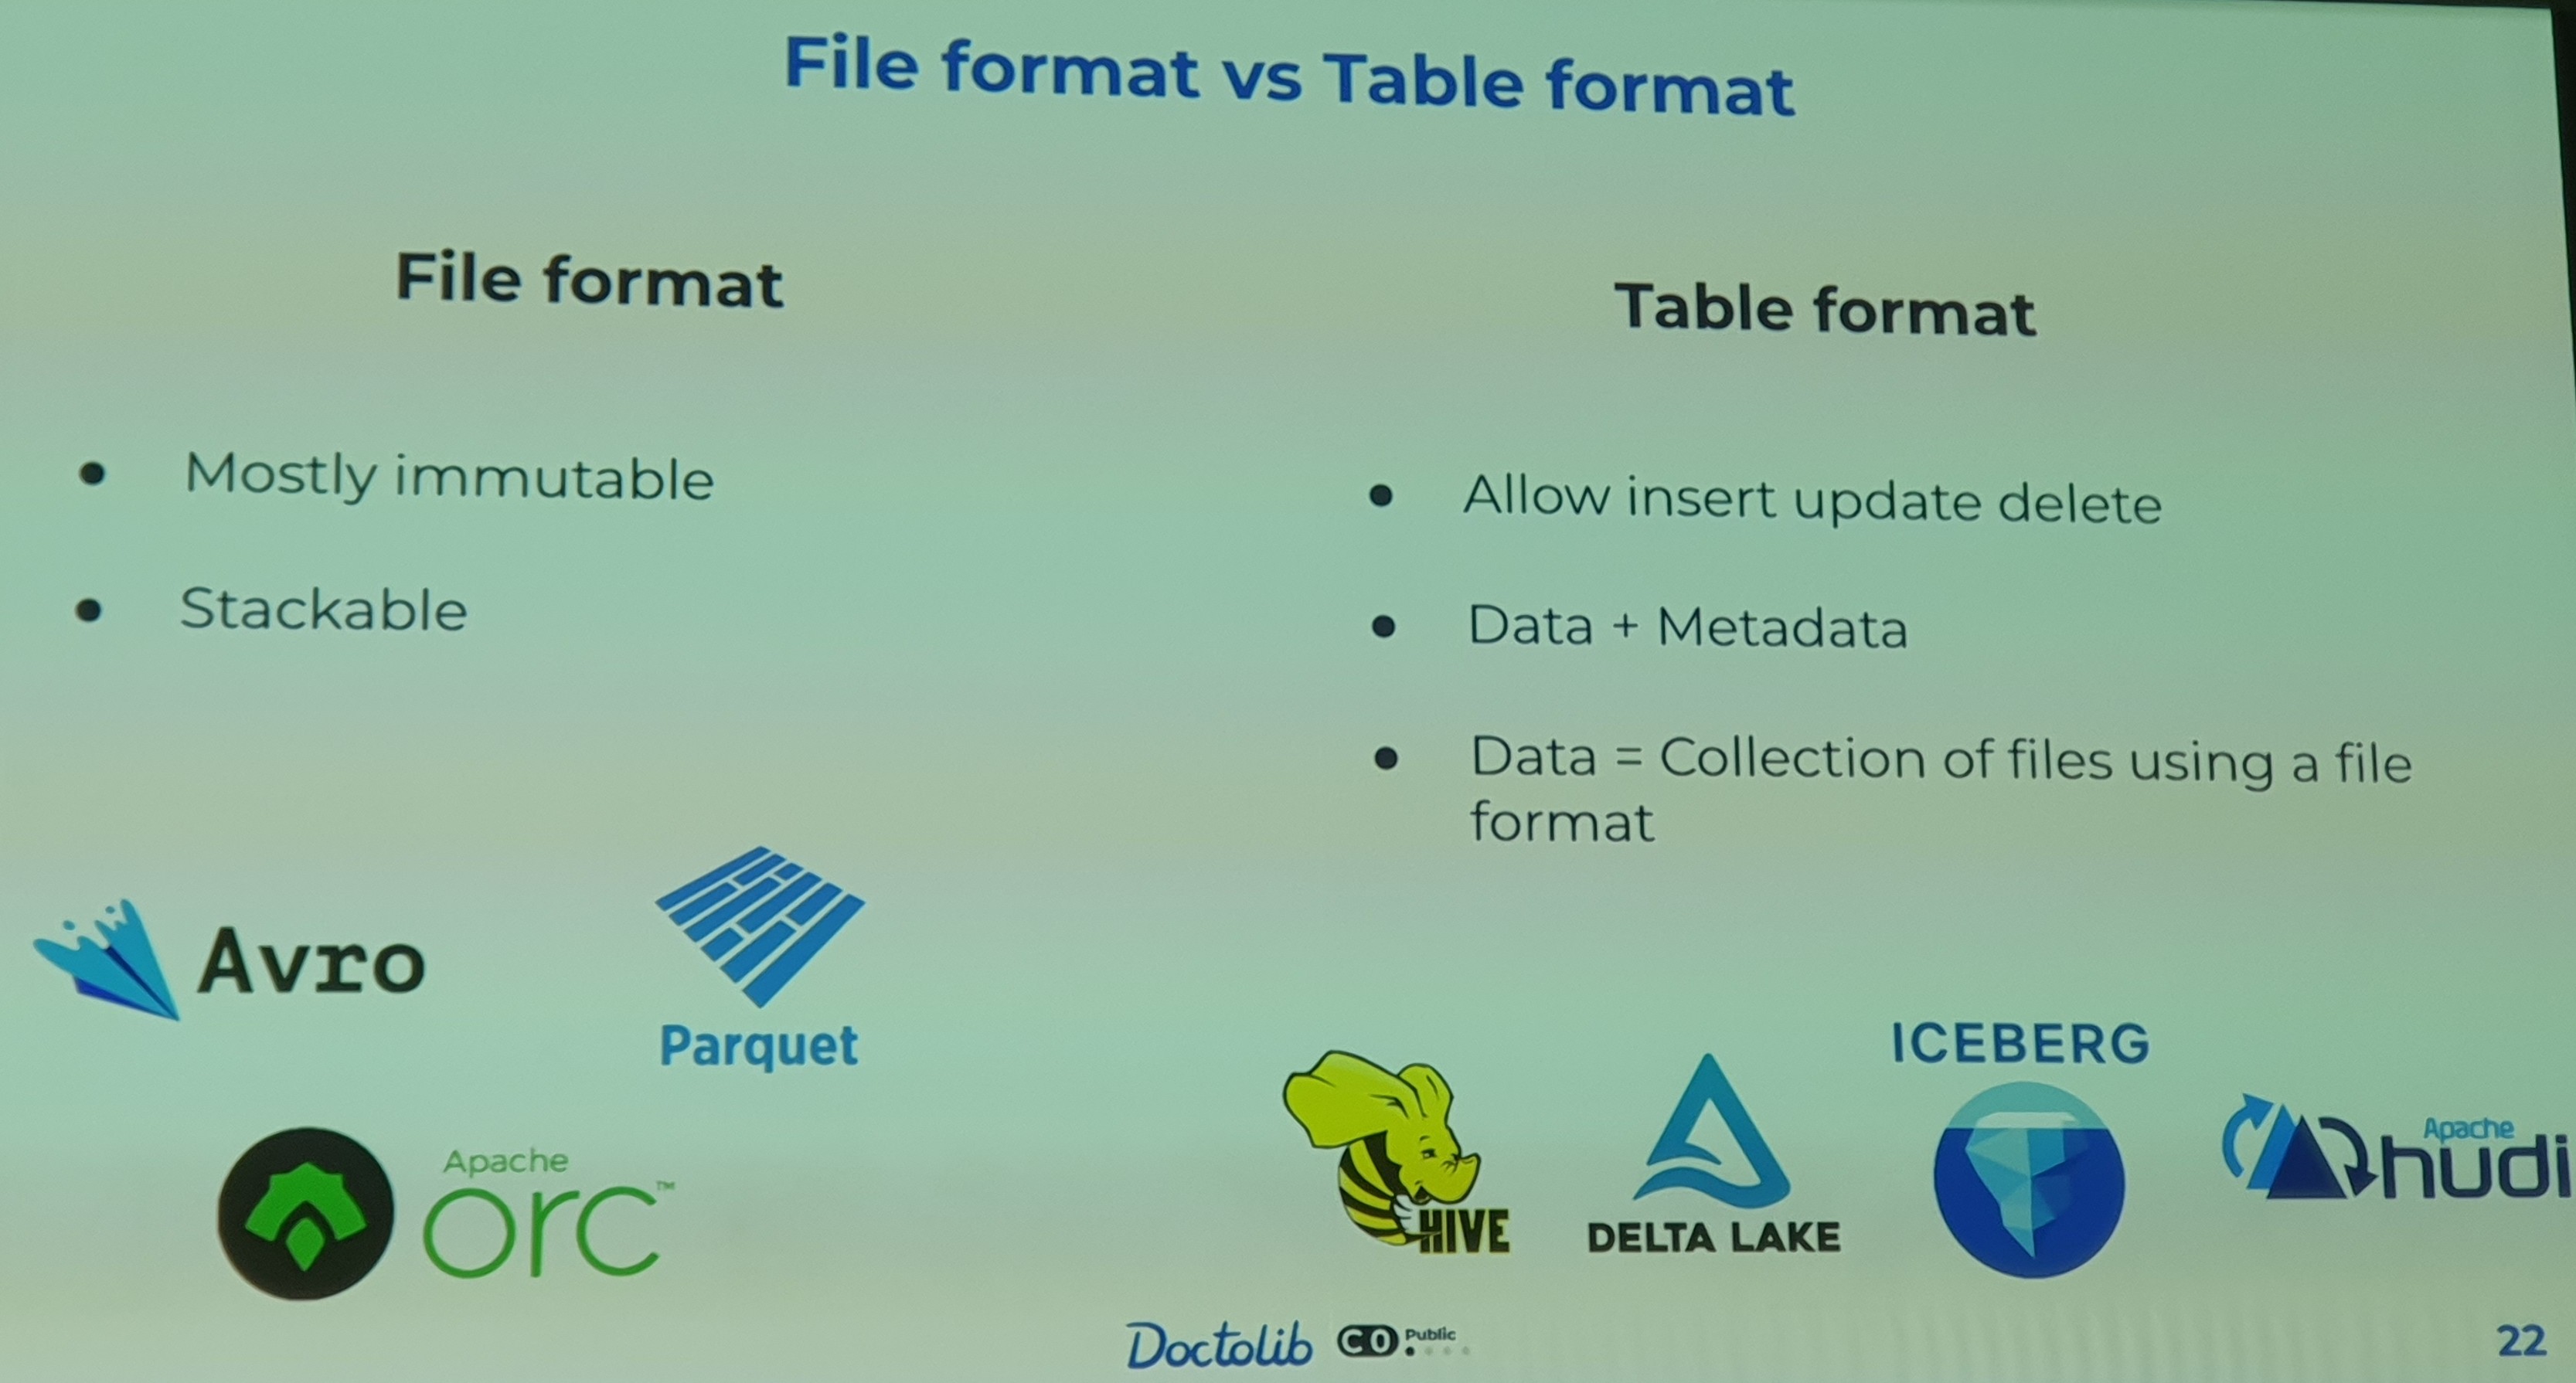 File format vs Table format
File format
• Mostly immutable
• Stackable
Avro
Parquet
Apache
orc™
Table format
• Allow insert update delete
• Data + Metadata
• Data = Collection of files using a file
format
HIVE
DELTA LAKE
ICEBERG
Apache
hudi
Doctolib C0 Public
22